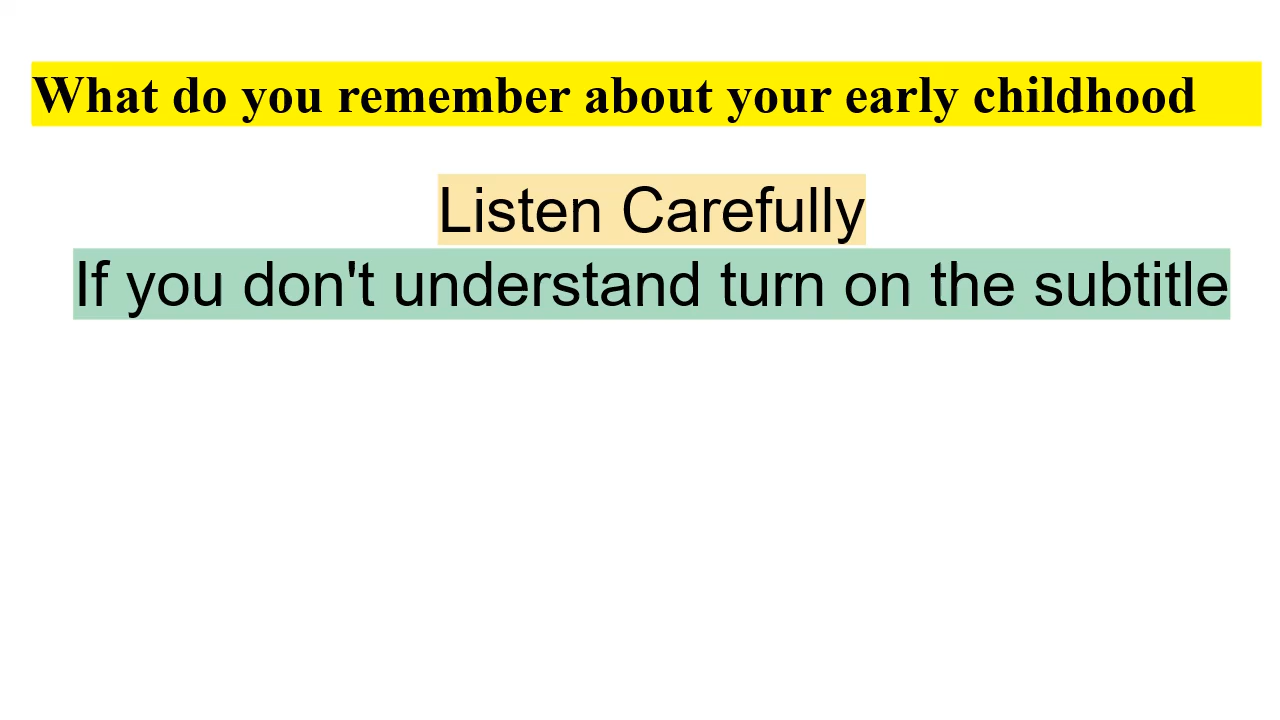 What do you remember about your early childhood
Listen Carefully
If you don't understand turn on the subtitle